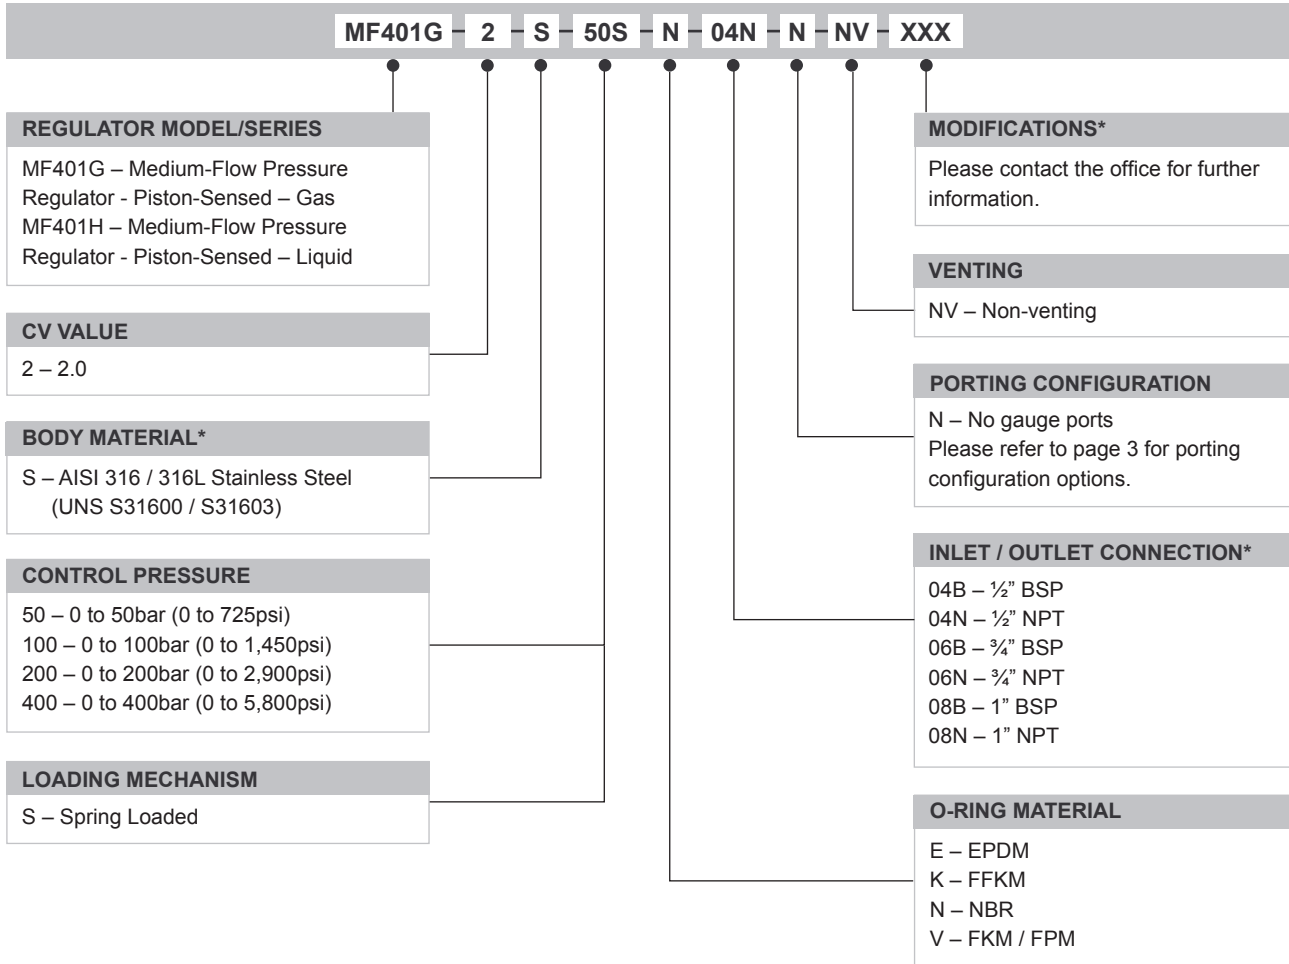 MF401G - 2 - S - 50S - N - 04N - N - NV - XXX
REGULATOR MODEL/SERIES
MF401G – Medium-Flow Pressure
Regulator - Piston-Sensed – Gas
MF401H – Medium-Flow Pressure
Regulator - Piston-Sensed – Liquid
CV VALUE
2 – 2.0
BODY MATERIAL*
S – AISI 316 / 316L Stainless Steel
(UNS S31600 / S31603)
CONTROL PRESSURE
50 – 0 to 50bar (0 to 725psi)
100 – 0 to 100bar (0 to 1,450psi)
200 – 0 to 200bar (0 to 2,900psi)
400 – 0 to 400bar (0 to 5,800psi)
LOADING MECHANISM
S – Spring Loaded
MODIFICATIONS*
Please contact the office for further
information.
VENTING
NV – Non-venting
PORTING CONFIGURATION
N – No gauge ports
Please refer to page 3 for porting
configuration options.
INLET / OUTLET CONNECTION*
04B – ½” BSP
04N – ½” NPT
06B – ¾” BSP
06N – ¾” NPT
08B – 1” BSP
08N – 1” NPT
O-RING MATERIAL
E – EPDM
K – FFKM
N – NBR
V – FKM / FPM